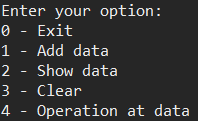 Enter your option:
0 - Exit
1 - Add data
2 - Show data
3 - Clear
4 - Operation at data